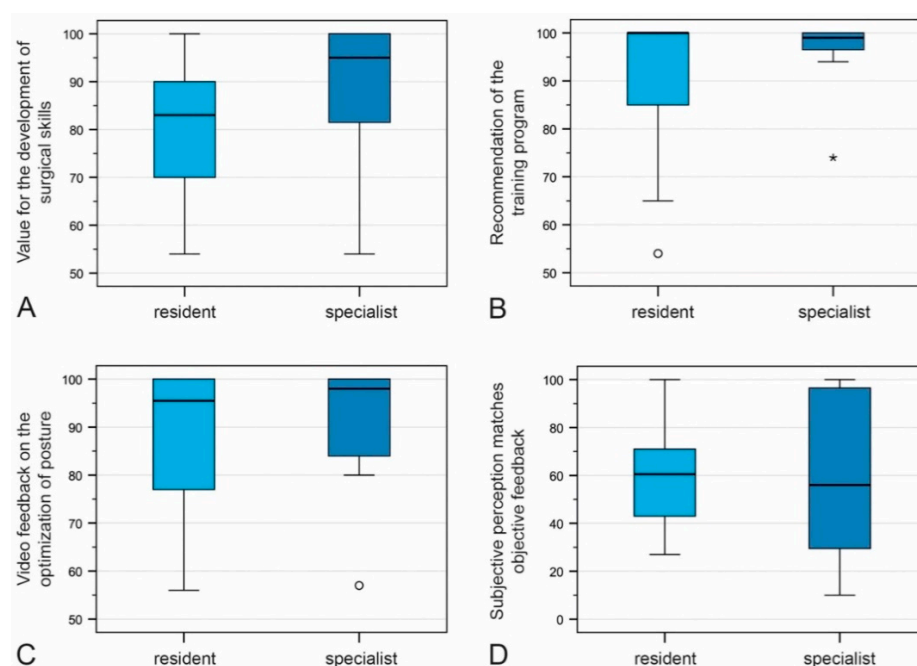 Value for the development of
surgical skills
100
90
80
70
60
50
A
resident
specialist
Recommendation of the
training program
100
90
80
70
60
50
*
B
resident
specialist
Video feedback on the
optimization of posture
100
90
80
70
60
50
C
resident
specialist
Subjective perception matches
objective feedback
100
80
60
40
20
0
D
resident
specialist